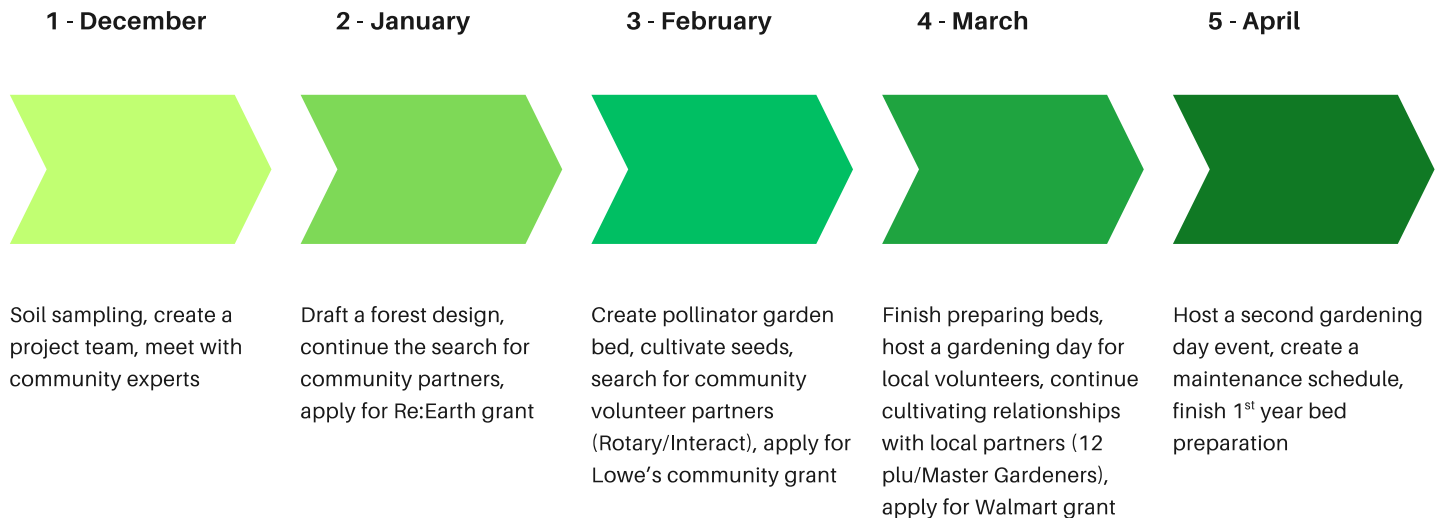 1 - December
Soil sampling, create a
project team, meet with
community experts
2 - January
Draft a forest design,
continue the search for
community partners,
apply for Re:Earth grant
3 - February
Create pollinator garden
bed, cultivate seeds,
search for community
volunteer partners
(Rotary/Interact), apply for
Lowe’s community grant
4 - March
Finish preparing beds,
host a gardening day for
local volunteers, continue
cultivating relationships
with local partners (12
plu/Master Gardeners),
apply for Walmart grant
5 - April
Host a second gardening
day event, create a
maintenance schedule,
finish 1st year bed
preparation